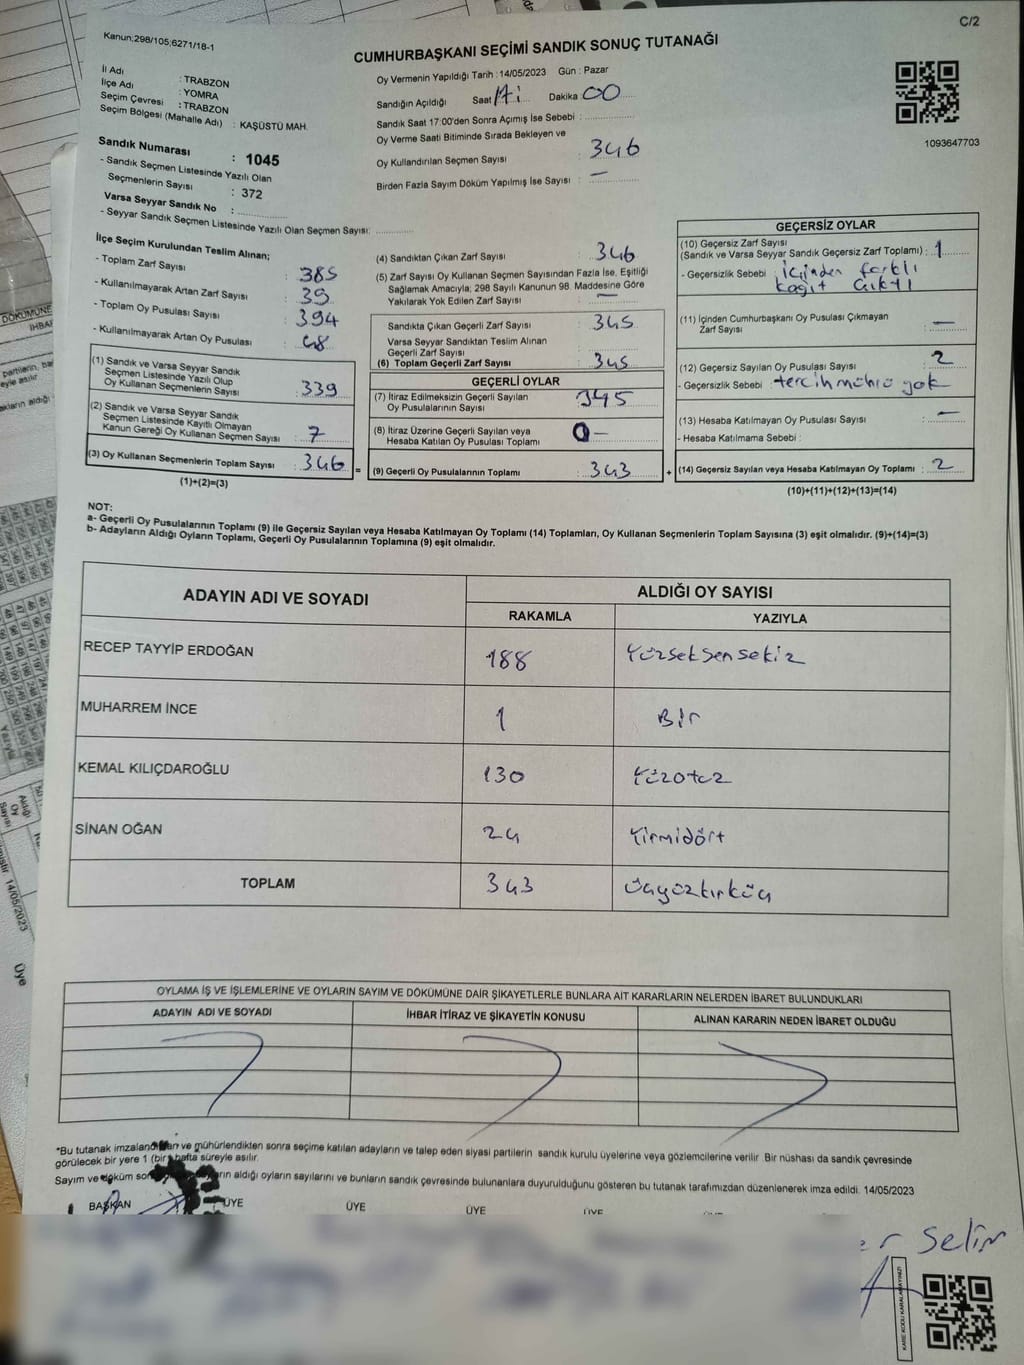 C/2
Kanun;298/105;6271/18-1
CUMHURBAŞKANI SEÇİMİ SANDIK SONUÇ TUTANAĞI
İl Adı : TRABZON
İlçe Adı : YOMRA
Seçim Çevresi : TRABZON
Seçim Bölgesi (Mahalle Adı) : KAŞÜSTÜ MAH.
Oy Vermenin Yapıldığı Tarih : 14/05/2023 Gün : Pazar
Sandığın Açıldığı Saat 17: Dakika 00
Sandık Saat 17:00'den Sonra Açımış İse Sebebi :
Oy Verme Saati Bitiminde Sırada Bekleyen ve
Oy Kullandırılan Seçmen Sayısı : 346
Birden Fazla Sayım Döküm Yapılmış İse Sayısı : —
1093647703
Sandık Numarası : 1045
- Sandık Seçmen Listesinde Yazılı Olan
Seçmenlerin Sayısı : 372
Varsa Seyyar Sandık No :
- Seyyar Sandık Seçmen Listesinde Yazılı Olan Seçmen Sayısı:
İlçe Seçim Kurulundan Teslim Alınan;
- Toplam Zarf Sayısı : 385
- Kullanılmayarak Artan Zarf Sayısı : 39
- Toplam Oy Pusulası Sayısı : 394
- Kullanılmayarak Artan Oy Pusulası : 48
(1) Sandık ve Varsa Seyyar Sandık
Seçmen Listesinde Yazılı Olup
Oy Kullanan Seçmenlerin Sayısı : 339
(2) Sandık ve Varsa Seyyar Sandık
Seçmen Listesinde Kayıtlı Olmayan
Kanun Gereği Oy Kullanan Seçmen Sayısı : 7
(3) Oy Kullanan Seçmenlerin Toplam Sayısı : 346 =
(1)+(2)=(3)
(4) Sandıktan Çıkan Zarf Sayısı : 346
(5) Zarf Sayısı Oy Kullanan Seçmen Sayısından Fazla İse, Eşitliği
Sağlamak Amacıyla; 298 Sayılı Kanunun 98. Maddesine Göre
Yakılarak Yok Edilen Zarf Sayısı : —
Sandıkta Çıkan Geçerli Zarf Sayısı : 345
Varsa Seyyar Sandıktan Teslim Alınan
Geçerli Zarf Sayısı :
(6) Toplam Geçerli Zarf Sayısı : 345
GEÇERLİ OYLAR
(7) İtiraz Edilmeksizin Geçerli Sayılan
Oy Pusulalarının Sayısı : 345
(8) İtiraz Üzerine Geçerli Sayılan veya
Hesaba Katılan Oy Pusulası Toplamı : 0 —
(9) Geçerli Oy Pusulalarının Toplamı : 343 +
GEÇERSİZ OYLAR
(10) Geçersiz Zarf Sayısı
(Sandık ve Varsa Seyyar Sandık Geçersiz Zarf Toplamı) : 1
- Geçersizlik Sebebi : içinden farklı
kağıt çıktı
(11) İçinden Cumhurbaşkanı Oy Pusulası Çıkmayan
Zarf Sayısı : —
(12) Geçersiz Sayılan Oy Pusulası Sayısı : 2
- Geçersizlik Sebebi : tercih mührü yok
(13) Hesaba Katılmayan Oy Pusulası Sayısı : —
- Hesaba Katılmama Sebebi :
(14) Geçersiz Sayılan veya Hesaba Katılmayan Oy Toplamı : 2
(10)+(11)+(12)+(13)=(14)
NOT:
a- Geçerli Oy Pusulalarının Toplamı (9) ile Geçersiz Sayılan veya Hesaba Katılmayan Oy Toplamı (14) Toplamları, Oy Kullanan Seçmenlerin Toplam Sayısına (3) eşit olmalıdır. (9)+(14)=(3)
b- Adayların Aldığı Oyların Toplamı, Geçerli Oy Pusulalarının Toplamına (9) eşit olmalıdır.
ADAYIN ADI VE SOYADI ALDIĞI OY SAYISI
RAKAMLA YAZIYLA
RECEP TAYYİP ERDOĞAN 188 Yüzseksensekiz
MUHARREM İNCE 1 Bir
KEMAL KILIÇDAROĞLU 130 Yüzotuz
SİNAN OĞAN 24 Yirmidört
TOPLAM 343 üçyüzkırküç
OYLAMA İŞ VE İŞLEMLERİNE VE OYLARIN SAYIM VE DÖKÜMÜNE DAİR ŞİKAYETLERLE BUNLARA AİT KARARLARIN NELERDEN İBARET BULUNDUKLARI
ADAYIN ADI VE SOYADI İHBAR İTİRAZ VE ŞİKAYETİN KONUSU ALINAN KARARIN NEDEN İBARET OLDUĞU
*Bu tutanak ve mühürlendikten sonra seçime katılan adayların ve talep eden siyasi partilerin sandık kurulu üyelerine veya gözlemcilerine verilir Bir nüshası da sandık çevresinde
görülecek bir yere 1 (bir) hafta süreyle asılır.
Sayım ve döküm aldığı oyların sayılarını ve bunların sandık çevresinde bulunanlara duyurulduğunu gösteren bu tutanak tarafımızdan düzenlenerek imza edildi. 14/05/2023
BAŞKAN ÜYE ÜYE ÜYE ÜYE
Selim